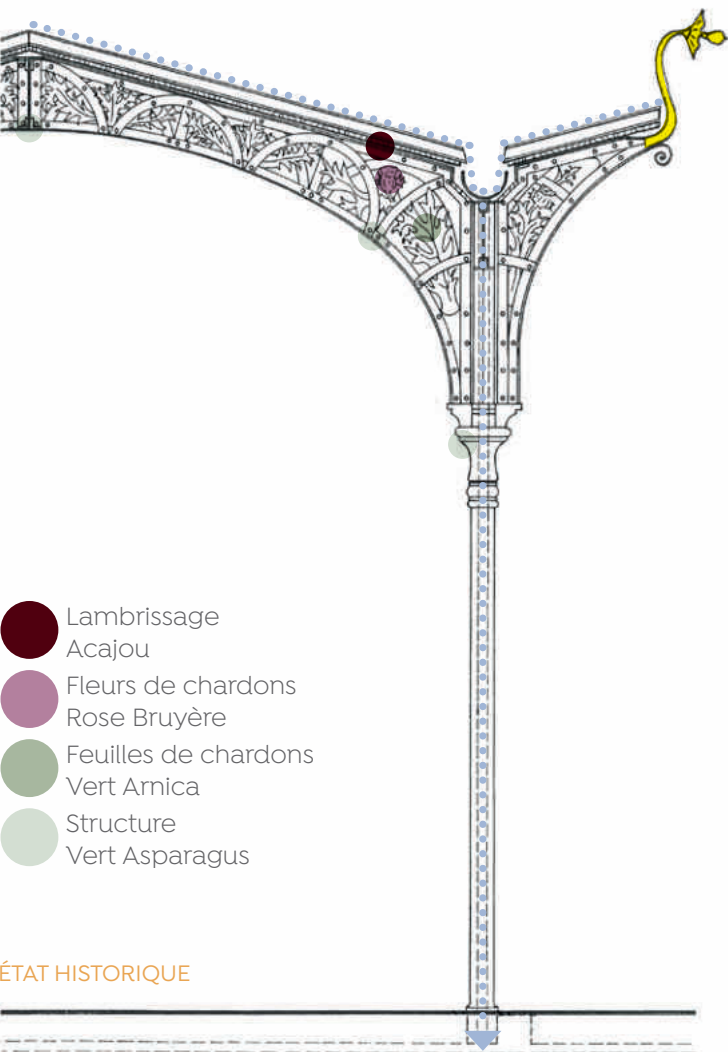 Lambrissage
Acajou
Fleurs de chardons
Rose Bruyère
Feuilles de chardons
Vert Arnica
Structure
Vert Asparagus
ÉTAT HISTORIQUE